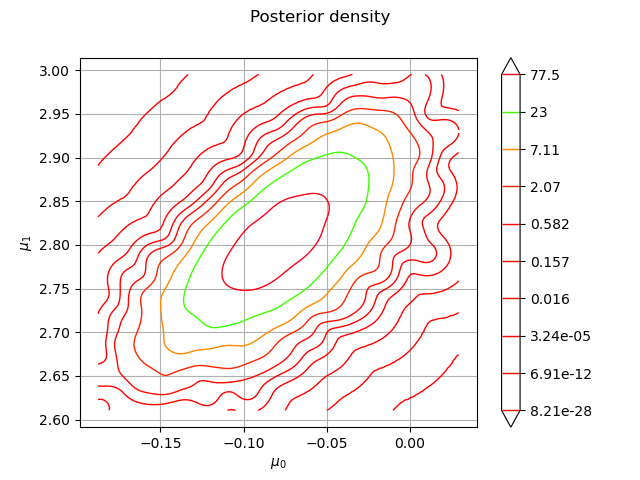 Posterior density
3.00
2.95
2.90
2.85
2.80
2.75
2.70
2.65
2.60
μ1
−0.15 −0.10 −0.05 0.00
μ0
77.5
23
7.11
2.07
0.582
0.157
0.016
3.24e-05
6.91e-12
8.21e-28